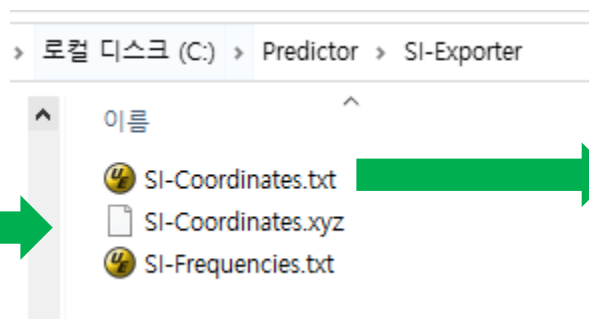 > 로컬 디스크 (C:) > Predictor > SI-Exporter
이름
SI-Coordinates.txt
SI-Coordinates.xyz
SI-Frequencies.txt